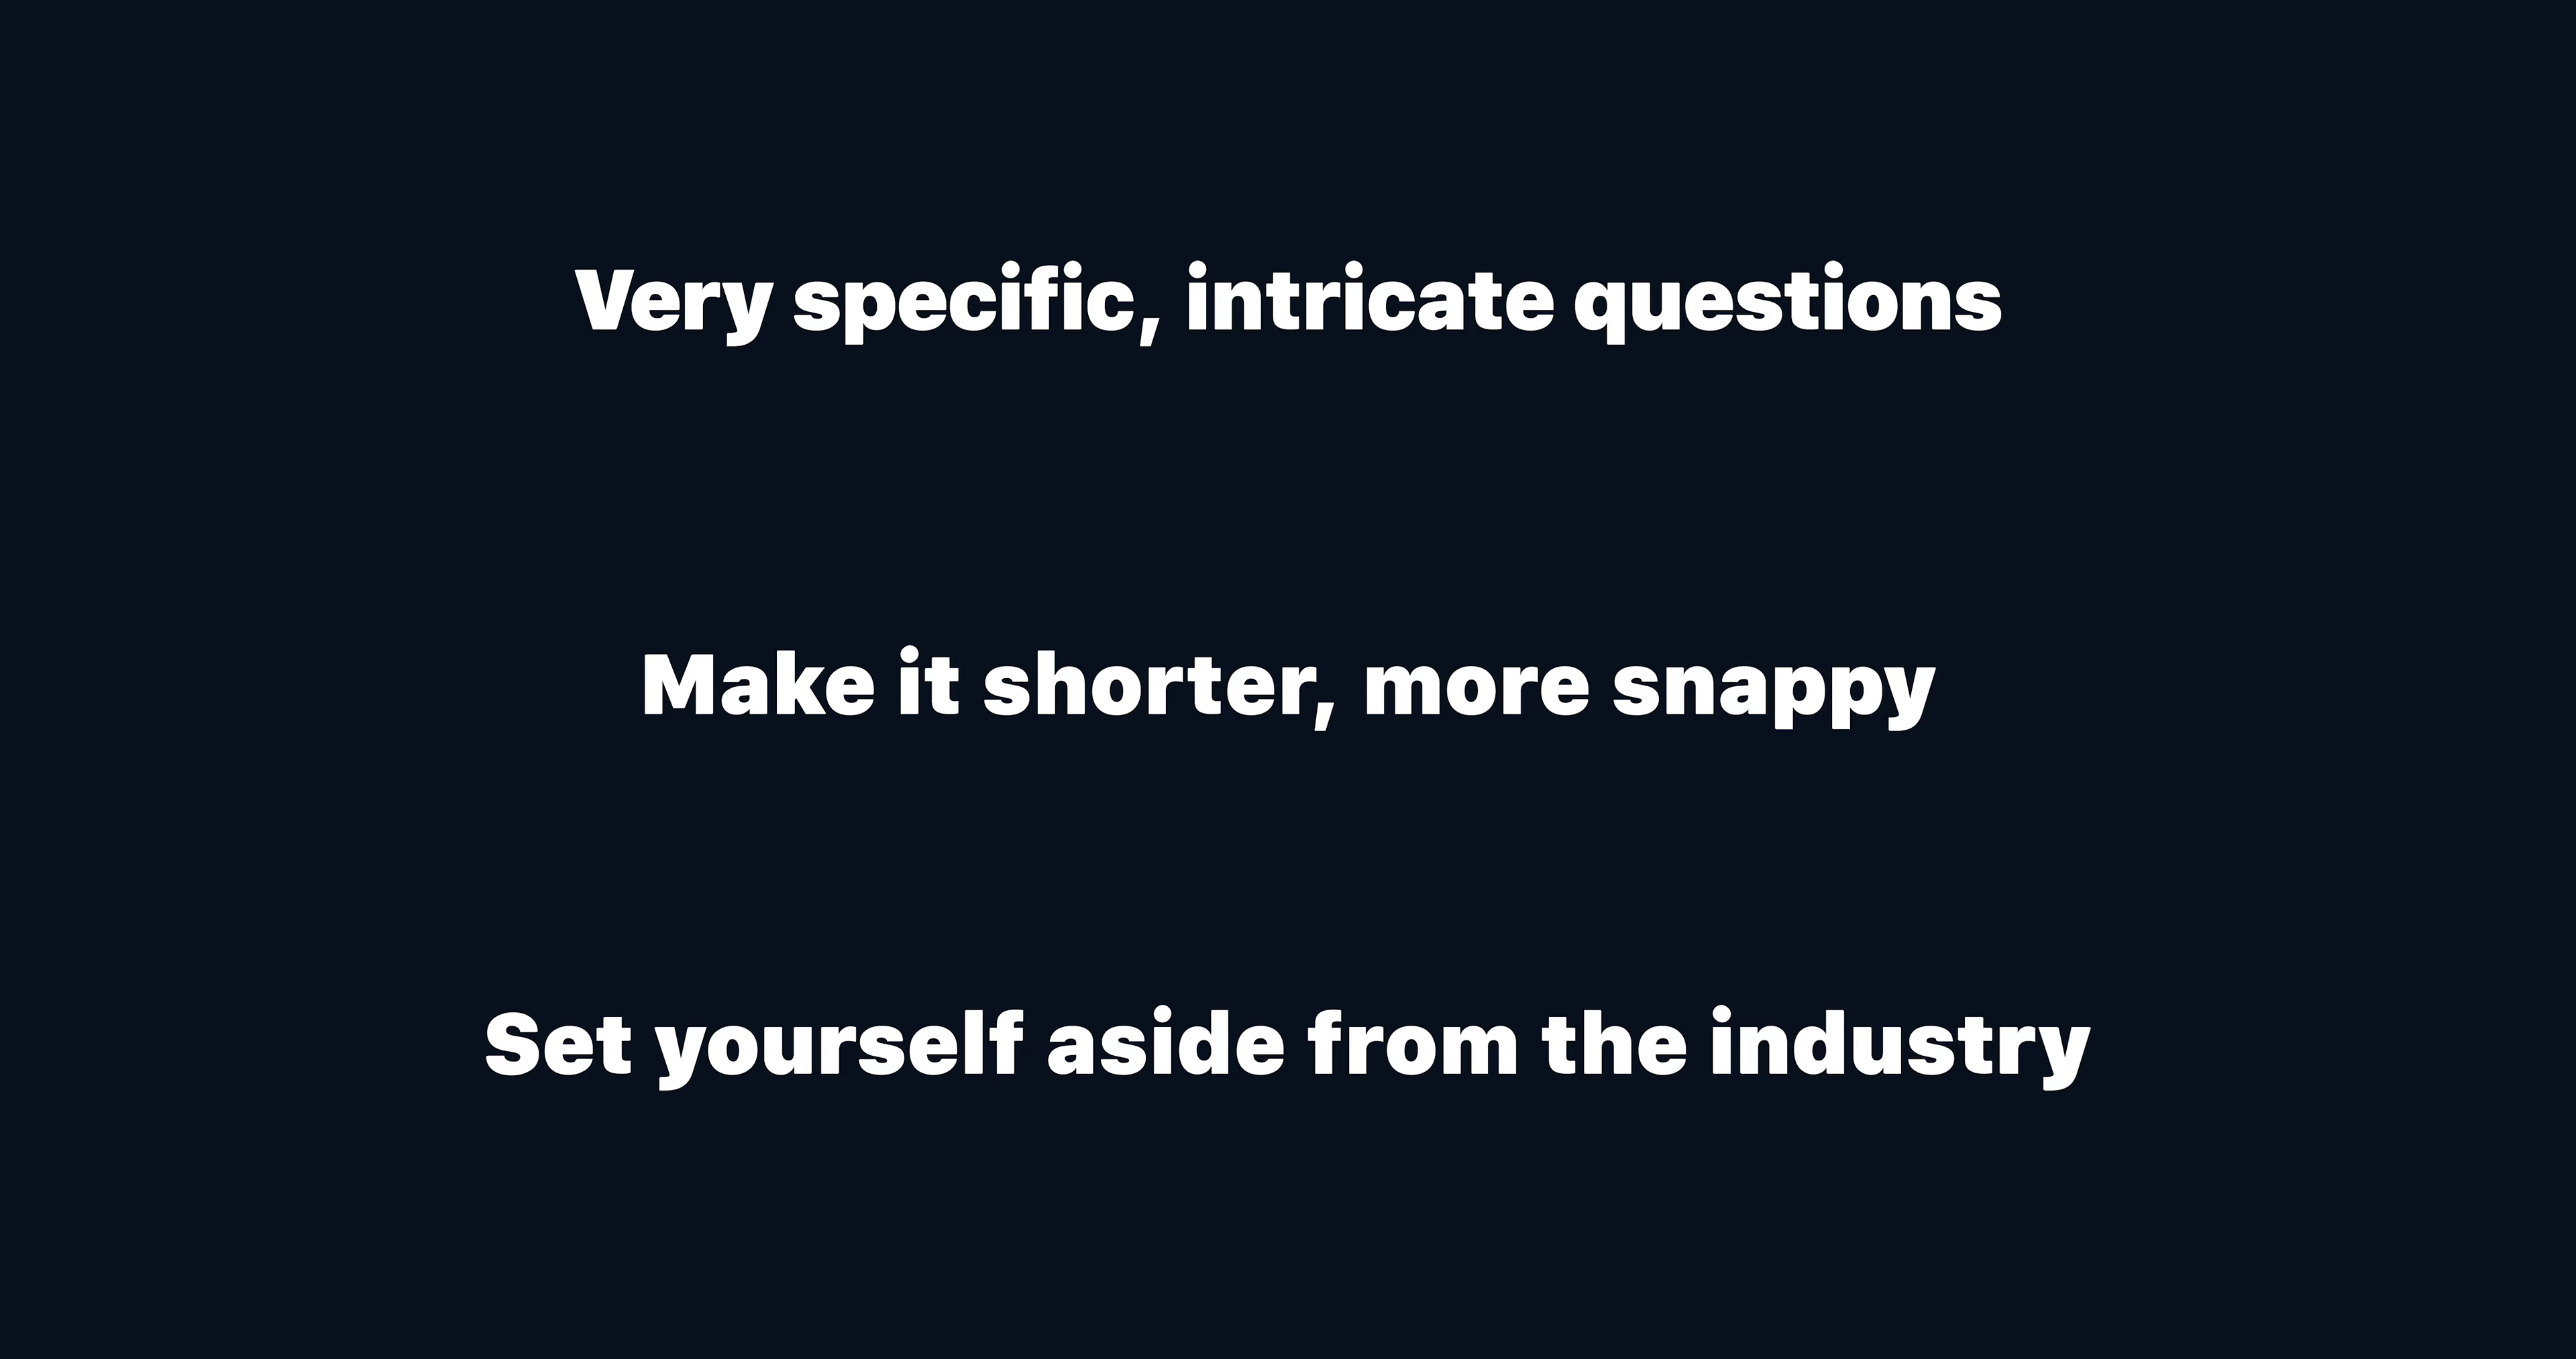 Very specific, intricate questions
Make it shorter, more snappy
Set yourself aside from the industry